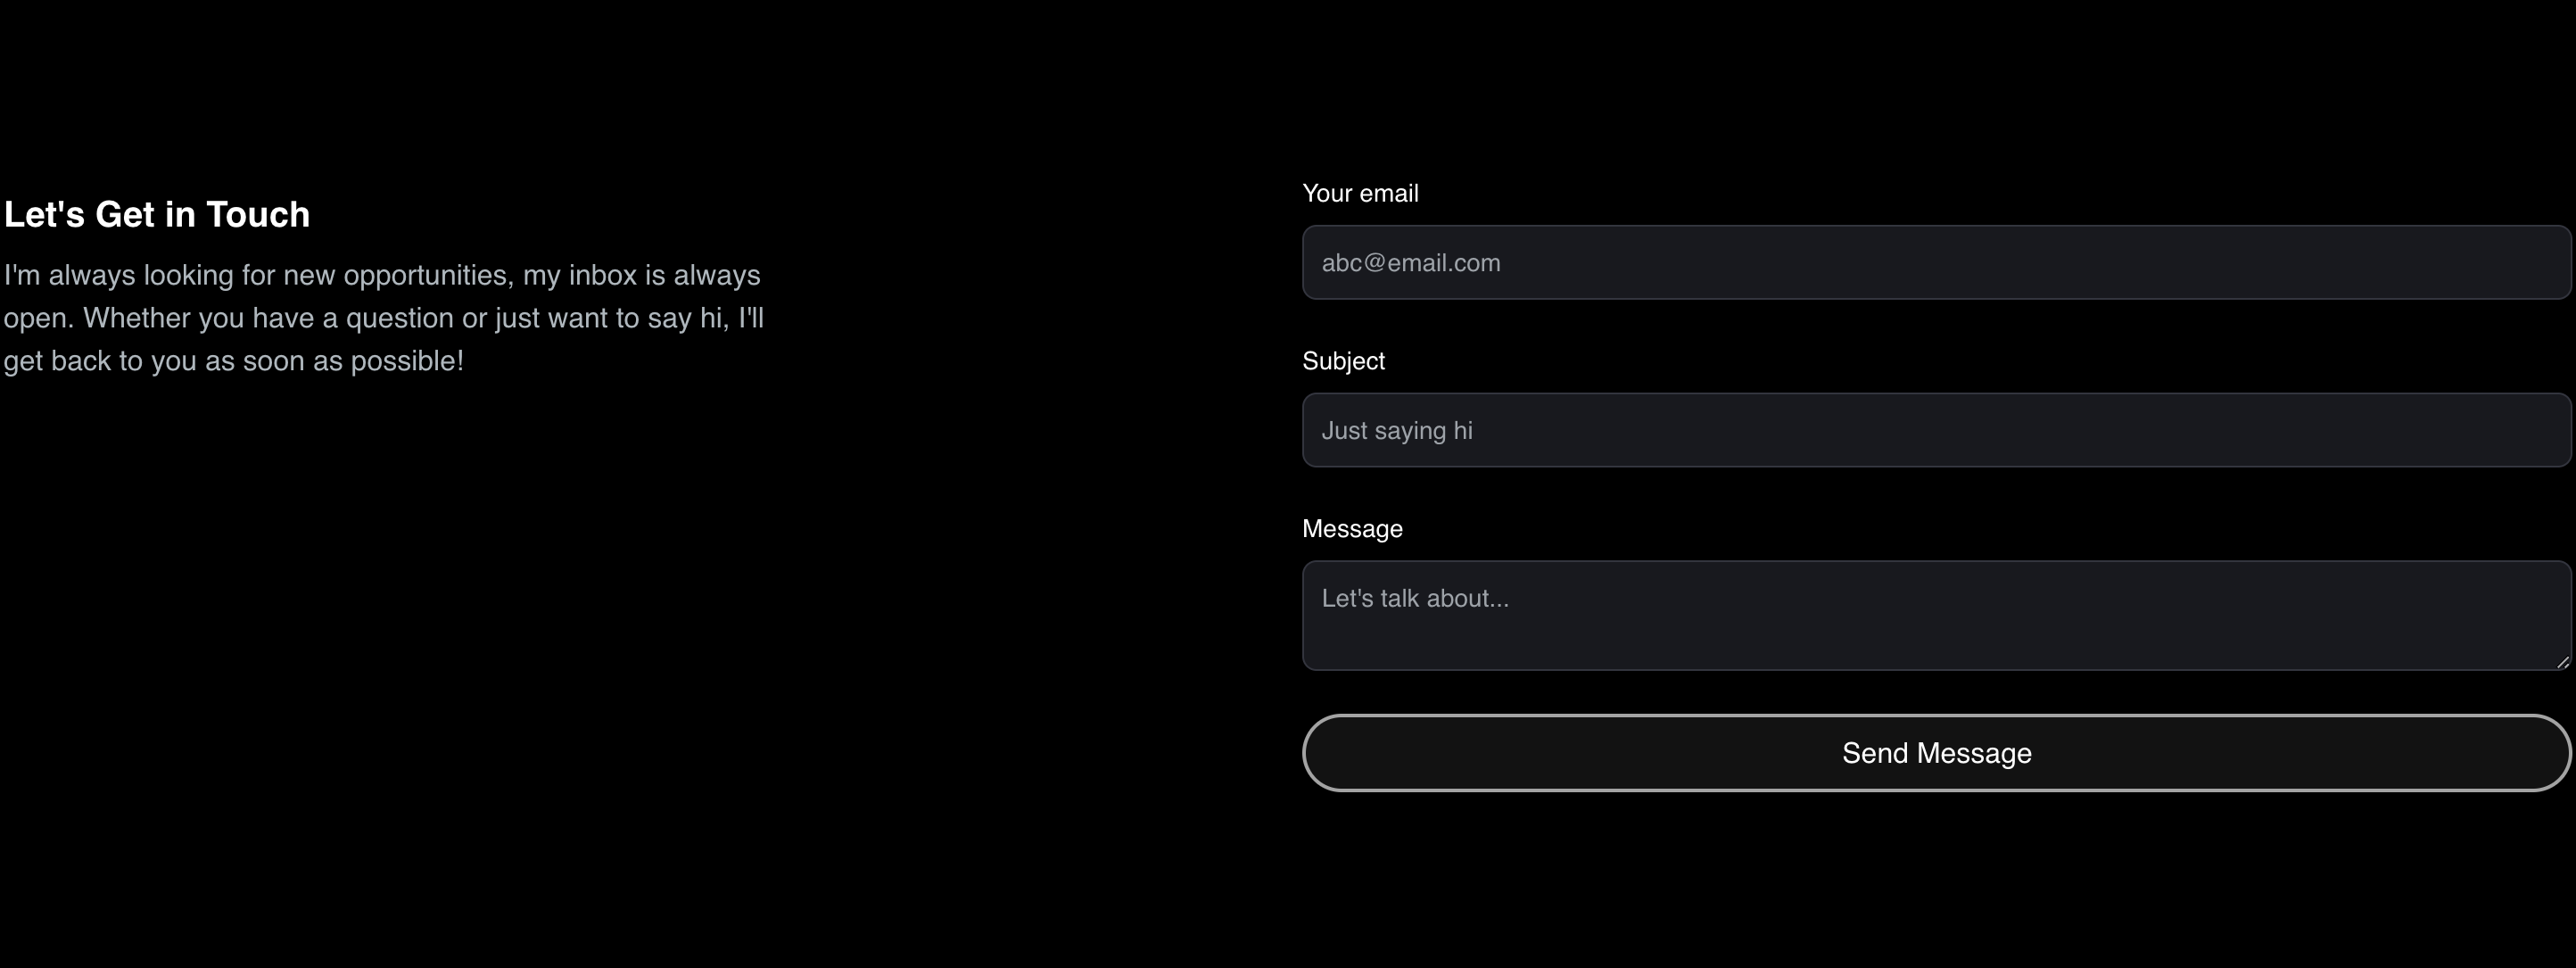 Let's Get in Touch
I'm always looking for new opportunities, my inbox is always
open. Whether you have a question or just want to say hi, I'll
get back to you as soon as possible!
Your email
abc@email.com
Subject
Just saying hi
Message
Let's talk about...
Send Message